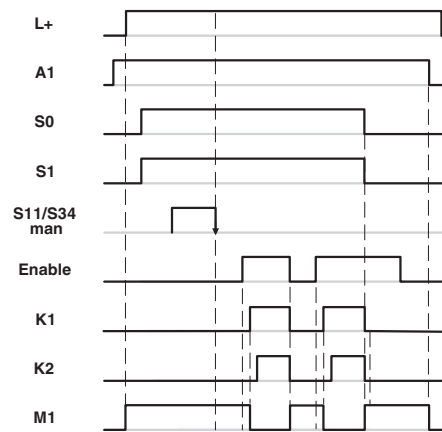 L+
A1
S0
S1
S11/S34
man
Enable
K1
K2
M1